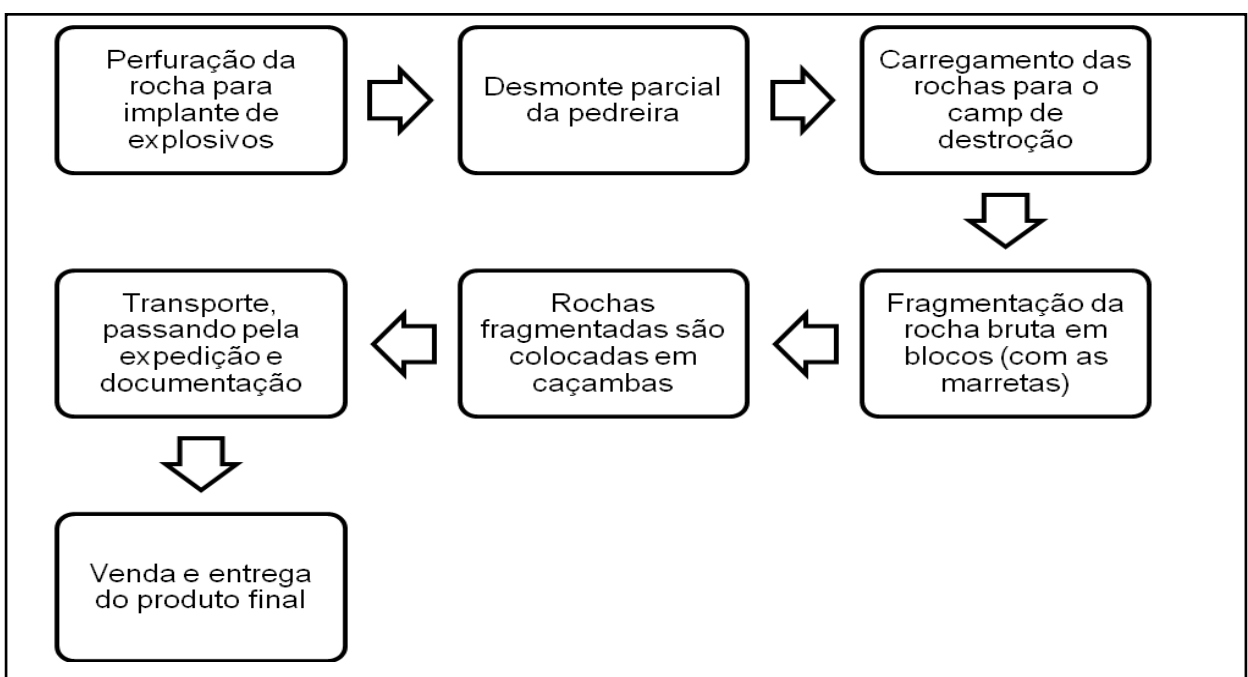 Perfuração da
rocha para
implante de
explosivos
Desmonte parcial
da pedreira
Carregamento das
rochas para o
camp de
destroção
Fragmentação da
rocha bruta em
blocos (com as
marretas)
Rochas
fragmentadas são
colocadas em
caçambas
Transporte,
passando pela
expedição e
documentação
Venda e entrega
do produto final